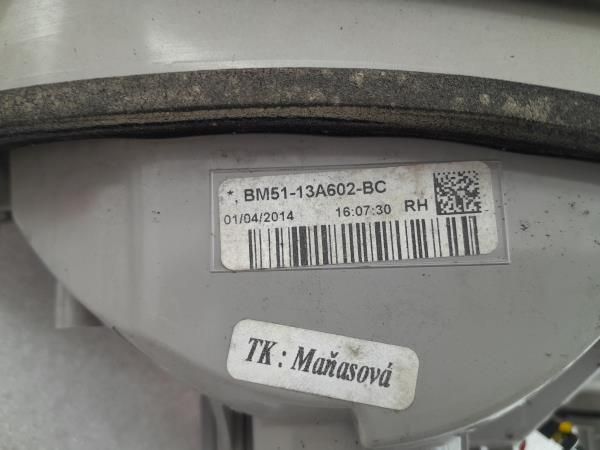 *, BM51-13A602-BC
01/04/2014 16:07:30 RH
TK: Maňasová